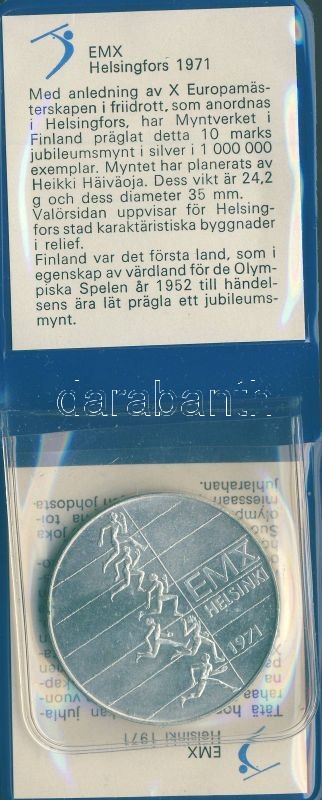 EMX
Helsingfors 1971
Med anledning av X Europamäs-
terskapen i friidrott, som anordnas
i Helsingfors, har Myntverket i
Finland präglat detta 10 marks
jubileumsmynt i silver i 1 000 000
exemplar. Myntet har planerats av
Heikki Häiväoja. Dess vikt är 24,2
g och dess diameter 35 mm.
Valörsidan uppvisar för Helsing-
fors stad karaktäristiska byggnader
i relief.
Finland var det första land, som i
egenskap av värdland för de Olym-
piska Spelen år 1952 till händel-
sens ära lät prägla ett jubileums-
mynt.
darabanth
EMX
HELSINKI
1971
juhlarahan.
EMX
Helsinki 1971